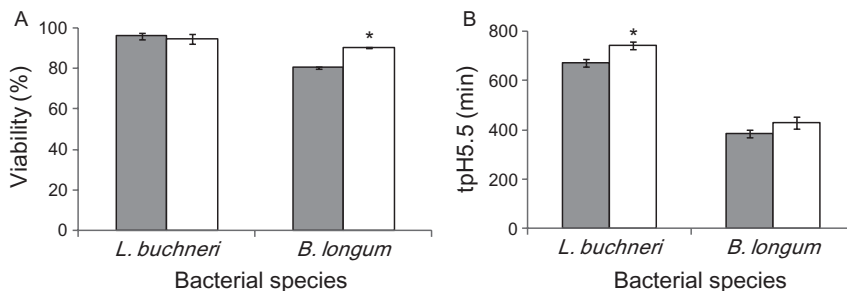 A
Viability (%)
100
80
60
40
20
0
*
L. buchneri
B. longum
Bacterial species
B
tpH5.5 (min)
800
600
400
200
0
*
L. buchneri
B. longum
Bacterial species